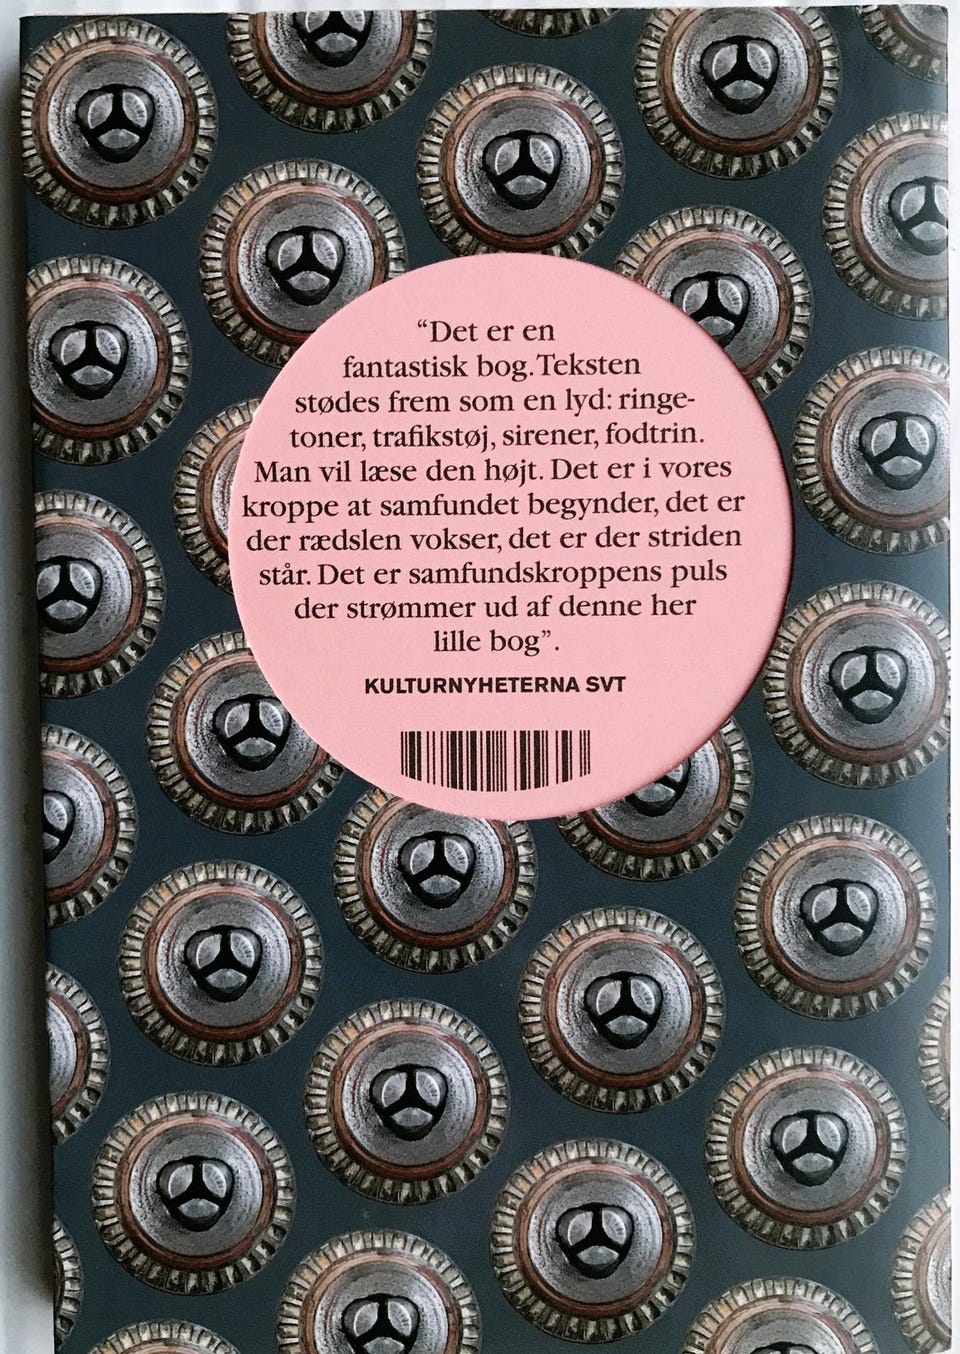 “Det er en
fantastisk bog. Teksten
stødes frem som en lyd: ringe-
toner, trafikstøj, sirener, fodtrin.
Man vil læse den højt. Det er i vores
kroppe at samfundet begynder, det er
der rædslen vokser, det er der striden
står. Det er samfundskroppens puls
der strømmer ud af denne her
lille bog”.
KULTURNYHETERNA SVT